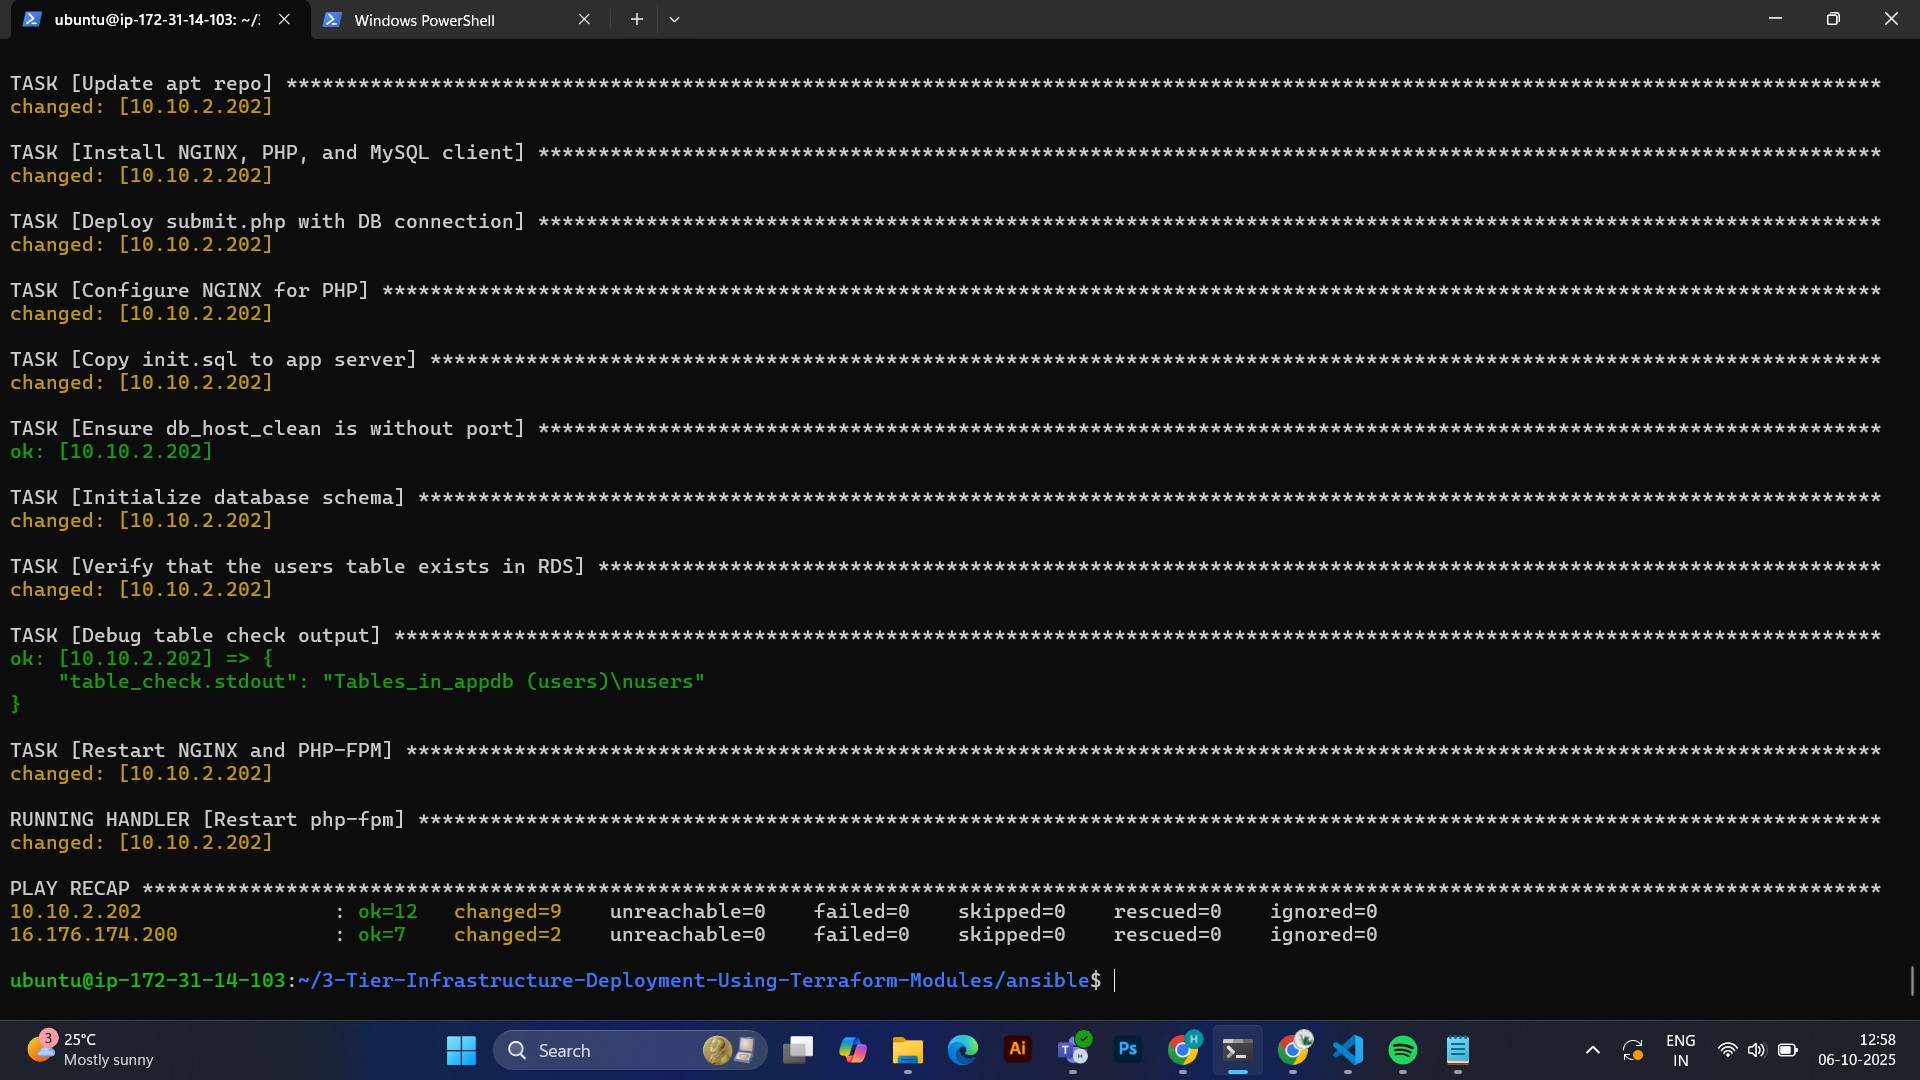 ubuntu@ip-172-31-14-103: ~/3
Windows PowerShell
TASK [Update apt repo] *************************************************************************************************************************************
changed: [10.10.2.202]
TASK [Install NGINX, PHP, and MySQL client] ****************************************************************************************************************
changed: [10.10.2.202]
TASK [Deploy submit.php with DB connection] ****************************************************************************************************************
changed: [10.10.2.202]
TASK [Configure NGINX for PHP] *****************************************************************************************************************************
changed: [10.10.2.202]
TASK [Copy init.sql to app server] *************************************************************************************************************************
changed: [10.10.2.202]
TASK [Ensure db_host_clean is without port] ****************************************************************************************************************
ok: [10.10.2.202]
TASK [Initialize database schema] **************************************************************************************************************************
changed: [10.10.2.202]
TASK [Verify that the users table exists in RDS] ***********************************************************************************************************
changed: [10.10.2.202]
TASK [Debug table check output] ****************************************************************************************************************************
ok: [10.10.2.202] => {
    "table_check.stdout": "Tables_in_appdb (users)\nusers"
}
TASK [Restart NGINX and PHP-FPM] ***************************************************************************************************************************
changed: [10.10.2.202]
RUNNING HANDLER [Restart php-fpm] **************************************************************************************************************************
changed: [10.10.2.202]
PLAY RECAP *************************************************************************************************************************************************
10.10.2.202                : ok=12   changed=9    unreachable=0    failed=0    skipped=0    rescued=0    ignored=0
16.176.174.200             : ok=7    changed=2    unreachable=0    failed=0    skipped=0    rescued=0    ignored=0
ubuntu@ip-172-31-14-103:~/3-Tier-Infrastructure-Deployment-Using-Terraform-Modules/ansible$
3
25°C
Mostly sunny
Search
Ai
T
H
Ps
H
ENG
IN
12:58
06-10-2025